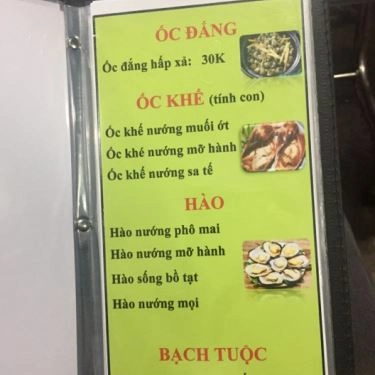 ỐC ĐẮNG
Ốc đắng hấp xả: 30K
ỐC KHẾ (tính con)
Ốc khế nướng muối ớt
Ốc khé nướng mỡ hành
Ốc khế nướng sa tế
HÀO
Hào nướng phô mai
Hào nướng mỡ hành
Hào sống bồ tạt
Hào nướng mọi
BẠCH TUỘC